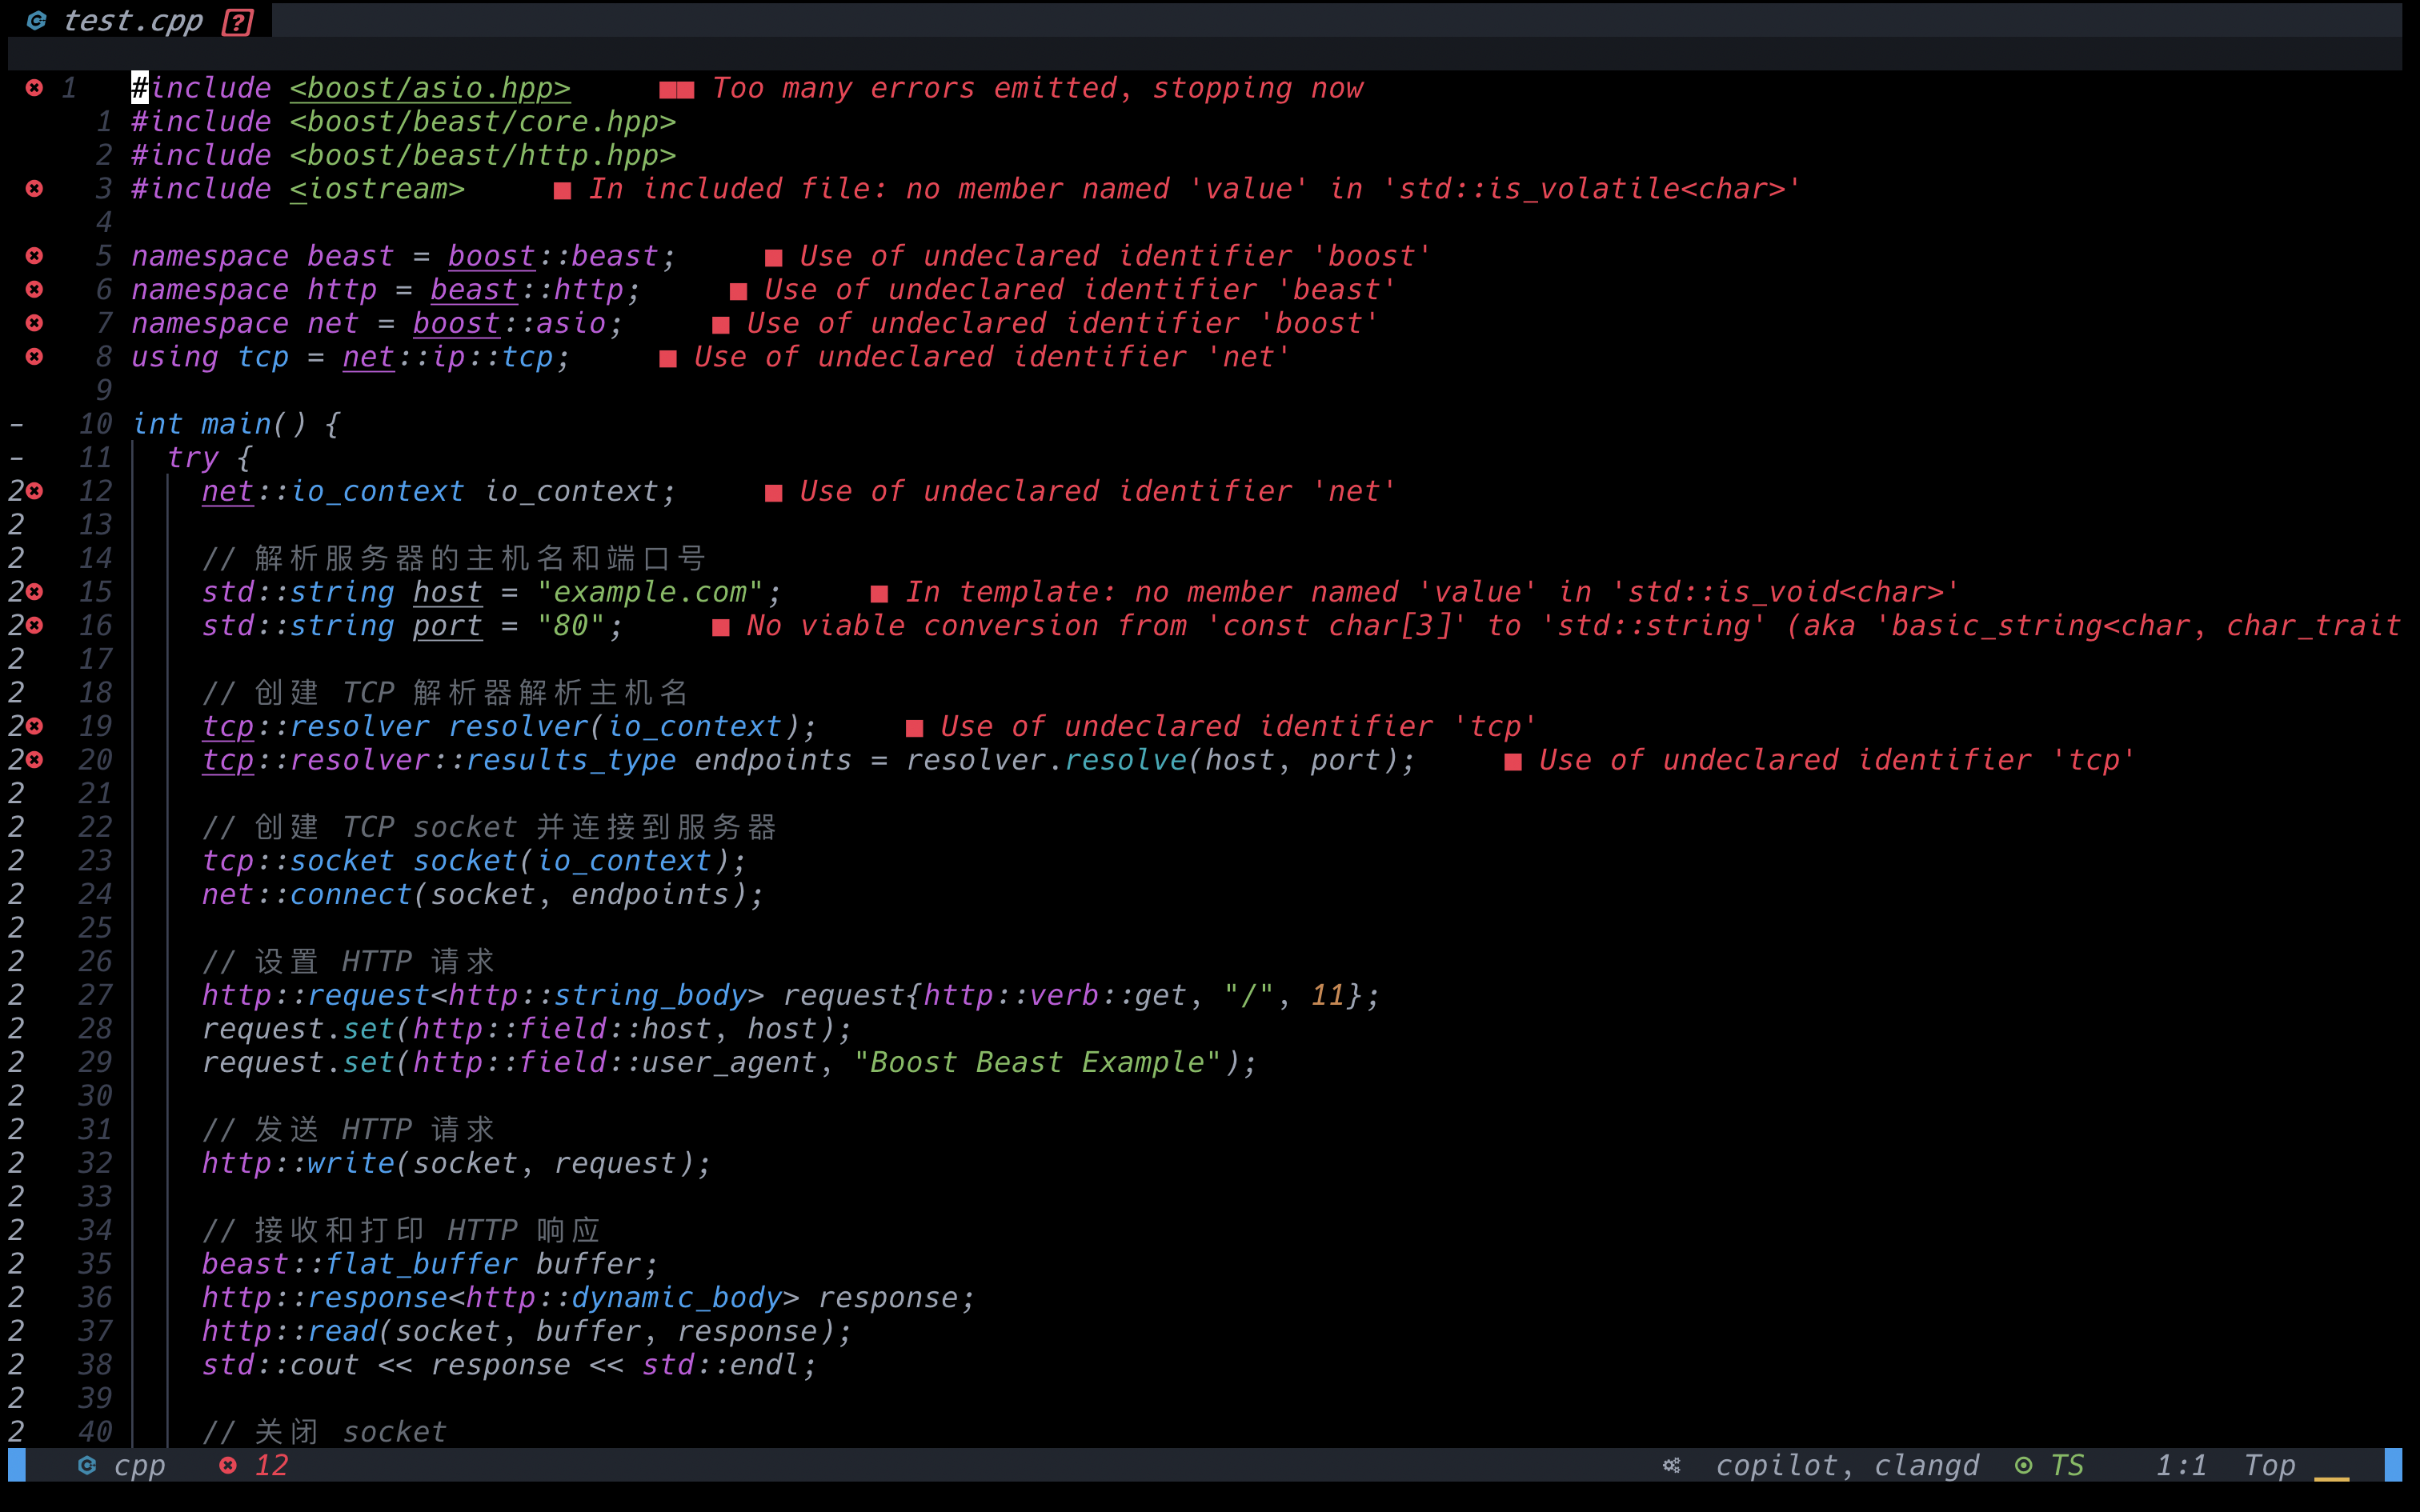 test.cpp ?
1 #include <boost/asio.hpp> ■■ Too many errors emitted, stopping now
1 #include <boost/beast/core.hpp>
2 #include <boost/beast/http.hpp>
3 #include <iostream> ■ In included file: no member named 'value' in 'std::is_volatile<char>'
4
5 namespace beast = boost::beast; ■ Use of undeclared identifier 'boost'
6 namespace http = beast::http; ■ Use of undeclared identifier 'beast'
7 namespace net = boost::asio; ■ Use of undeclared identifier 'boost'
8 using tcp = net::ip::tcp; ■ Use of undeclared identifier 'net'
9
- 10 int main() {
- 11 try {
2 12 net::io_context io_context; ■ Use of undeclared identifier 'net'
2 13
2 14 // 解析服务器的主机名和端口号
2 15 std::string host = "example.com"; ■ In template: no member named 'value' in 'std::is_void<char>'
2 16 std::string port = "80"; ■ No viable conversion from 'const char[3]' to 'std::string' (aka 'basic_string<char, char_trait
2 17
2 18 // 创建 TCP 解析器解析主机名
2 19 tcp::resolver resolver(io_context); ■ Use of undeclared identifier 'tcp'
2 20 tcp::resolver::results_type endpoints = resolver.resolve(host, port); ■ Use of undeclared identifier 'tcp'
2 21
2 22 // 创建 TCP socket 并连接到服务器
2 23 tcp::socket socket(io_context);
2 24 net::connect(socket, endpoints);
2 25
2 26 // 设置 HTTP 请求
2 27 http::request<http::string_body> request{http::verb::get, "/", 11};
2 28 request.set(http::field::host, host);
2 29 request.set(http::field::user_agent, "Boost Beast Example");
2 30
2 31 // 发送 HTTP 请求
2 32 http::write(socket, request);
2 33
2 34 // 接收和打印 HTTP 响应
2 35 beast::flat_buffer buffer;
2 36 http::response<http::dynamic_body> response;
2 37 http::read(socket, buffer, response);
2 38 std::cout << response << std::endl;
2 39
2 40 // 关闭 socket
cpp 12 copilot, clangd TS 1:1 Top